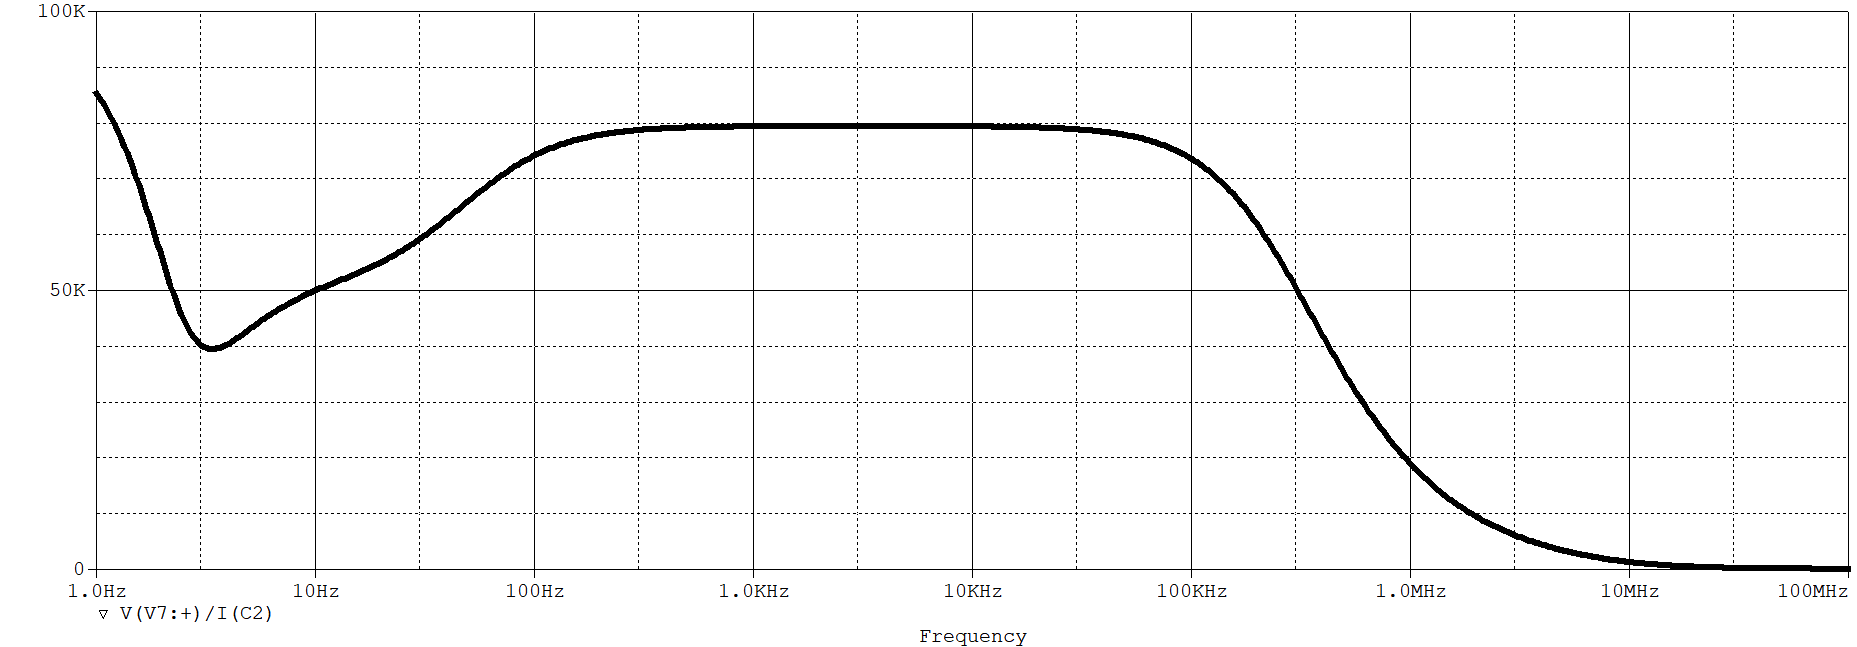 100K
50K
0
1.0Hz 10Hz 100Hz 1.0KHz 10KHz 100KHz 1.0MHz 10MHz 100MHz
▽ V(V7:+)/I(C2)
Frequency